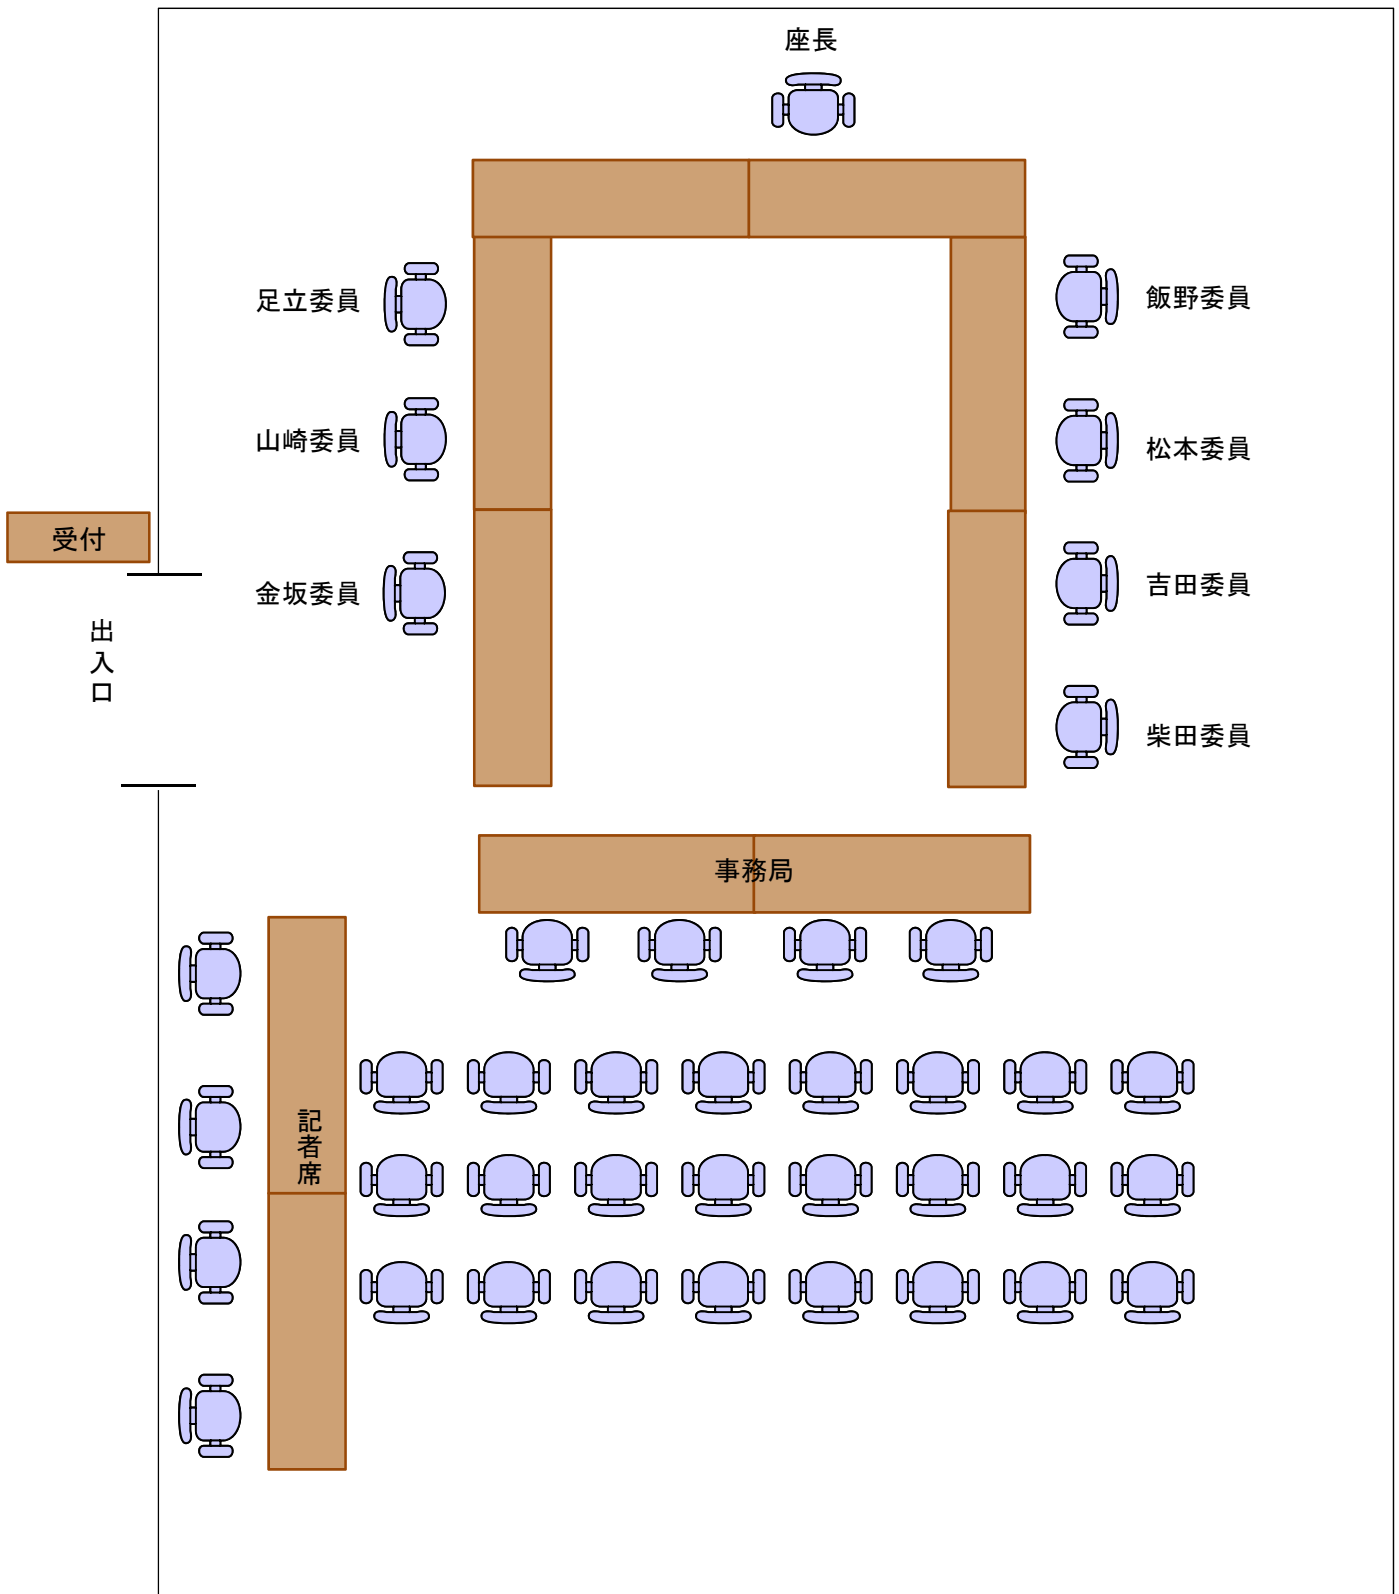 座長
足立委員
飯野委員
山崎委員
松本委員
受付
金坂委員
吉田委員
出入口
柴田委員
事務局
記者席